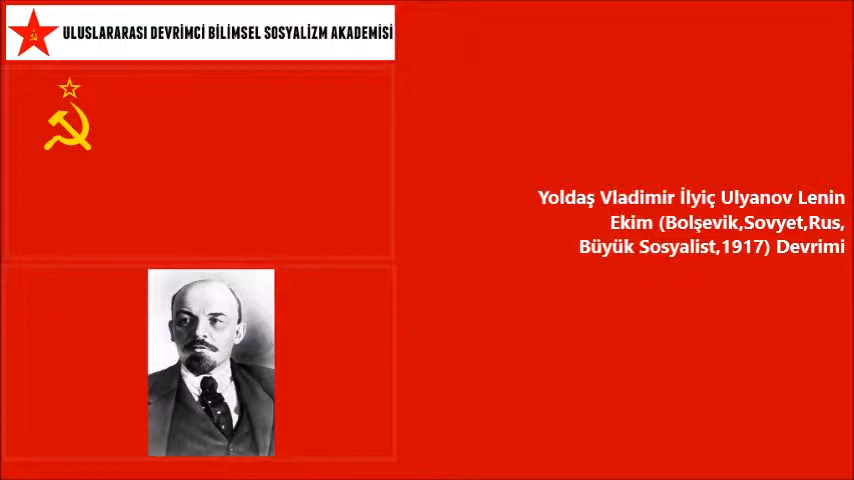 ULUSLARARASI DEVRİMCİ BİLİMSEL SOSYALİZM AKADEMİSİ
Yoldaş Vladimir İlyiç Ulyanov Lenin
Ekim (Bolşevik,Sovyet,Rus,
Büyük Sosyalist,1917) Devrimi